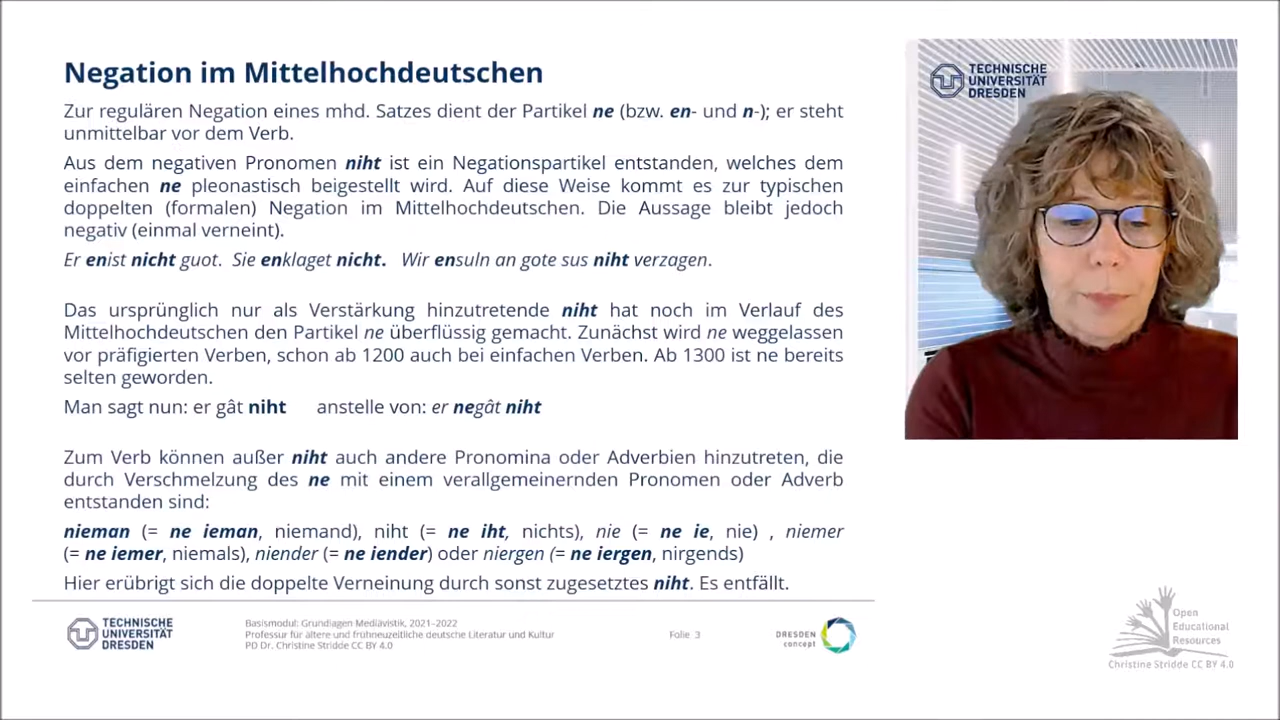 Negation im Mittelhochdeutschen
Zur regulären Negation eines mhd. Satzes dient der Partikel ne (bzw. en- und n-); er steht
unmittelbar vor dem Verb.
Aus dem negativen Pronomen niht ist ein Negationspartikel entstanden, welches dem
einfachen ne pleonastisch beigestellt wird. Auf diese Weise kommt es zur typischen
doppelten (formalen) Negation im Mittelhochdeutschen. Die Aussage bleibt jedoch
negativ (einmal verneint).
Er enist nicht guot. Sie enklaget nicht. Wir ensuln an gote sus niht verzagen.
Das ursprünglich nur als Verstärkung hinzutretende niht hat noch im Verlauf des
Mittelhochdeutschen den Partikel ne überflüssig gemacht. Zunächst wird ne weggelassen
vor präfigierten Verben, schon ab 1200 auch bei einfachen Verben. Ab 1300 ist ne bereits
selten geworden.
Man sagt nun: er gât niht anstelle von: er negât niht
Zum Verb können außer niht auch andere Pronomina oder Adverbien hinzutreten, die
durch Verschmelzung des ne mit einem verallgemeinernden Pronomen oder Adverb
entstanden sind:
nieman (= ne ieman, niemand), niht (= ne iht, nichts), nie (= ne ie, nie) , niemer
(= ne iemer, niemals), niender (= ne iender) oder niergen (= ne iergen, nirgends)
Hier erübrigt sich die doppelte Verneinung durch sonst zugesetztes niht. Es entfällt.
TECHNISCHE
UNIVERSITÄT
DRESDEN
Basismodul: Grundlagen Mediävistik, 2021-2022
Professur für ältere und frühneuzeitliche deutsche Literatur und Kultur
PD Dr. Christine Stridde CC BY 4.0
Folie 3
DRESDEN
concept
TECHNISCHE
UNIVERSITÄT
DRESDEN
Open
Educational
Resources
Christine Stridde CC BY 4.0